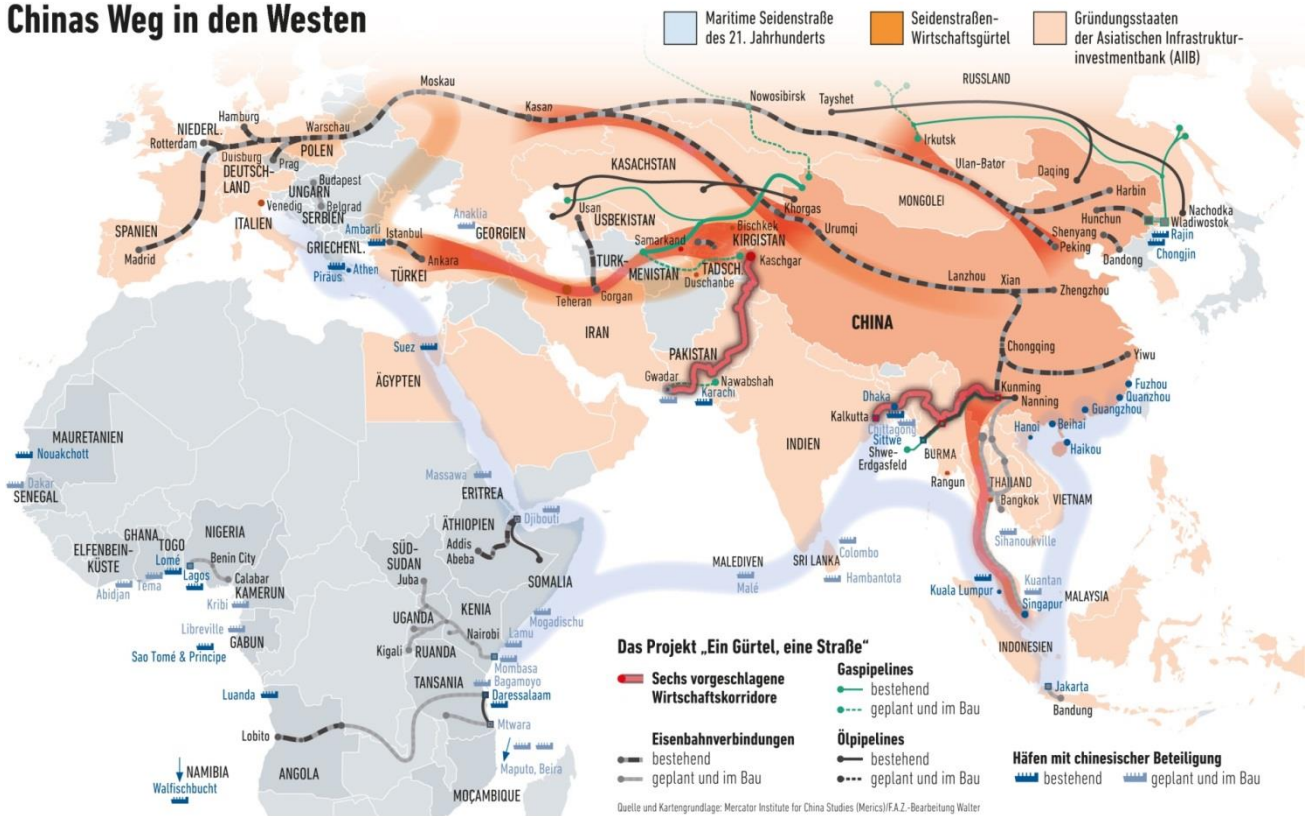 Chinas Weg in den Westen
Maritime Seidenstraße
des 21. Jahrhunderts
Seidenstraßen-
Wirtschaftsgürtel
Gründungsstaaten
der Asiatischen Infrastruktur-
investmentbank (AIIB)
RUSSLAND
Moskau
Kasan
Nowosibirsk
Tayshet
Irkutsk
Hamburg
NIEDERL.
Rotterdam
Warschau
POLEN
Duisburg
DEUTSCH-
LAND
Prag
UNGARN
Budapest
Belgrad
SERBIEN
Venedig
ITALIEN
SPANIEN
Madrid
GRIECHENL.
Ambarli
Istanbul
Piräus
Athen
Ankara
TÜRKEI
Anaklia
GEORGIEN
KASACHSTAN
Usan
USBEKISTAN
Samarkand
TURK-
MENISTAN
Bischkek
KIRGISTAN
TADSCH.
Duschanbe
Kaschgar
Khorgas
Urumqi
MONGOLEI
Ulan-Bator
Daqing
Harbin
Hunchun
Shenyang
Peking
Dandong
Nachodka
Wladiwostok
Rajin
Chongjin
Teheran
Gorgan
IRAN
Lanzhou
Xian
Zhengzhou
CHINA
Chongqing
Yiwu
Kunming
Nanning
Fuzhou
Quanzhou
Guangzhou
Beihai
Haikou
Hanoi
PAKISTAN
Gwadar
Nawabshah
Karachi
INDIEN
Kalkutta
Dhaka
Chittagong
Sittwe
Shwe-
Erdgasfeld
BURMA
Rangun
THAILAND
Bangkok
VIETNAM
Sihanoukville
Suez
ÄGYPTEN
MAURETANIEN
Nouakchott
Dakar
SENEGAL
Massawa
ERITREA
Djibouti
ÄTHIOPIEN
Addis
Abeba
SOMALIA
SÜD-
SUDAN
Juba
GHANA
TOGO
NIGERIA
ELFENBEIN-
KÜSTE
Lomé
Lagos
Benin City
Calabar
KAMERUN
Abidjan
Tema
Kribi
Libreville
GABUN
Sao Tomé & Principe
UGANDA
KENIA
Nairobi
Mogadischu
Kigali
RUANDA
Lamu
Mombasa
Bagamoyo
TANSANIA
Daressalaam
Luanda
Mtwara
Lobito
ANGOLA
Maputo, Beira
NAMIBIA
Walfischbucht
MOÇAMBIQUE
MALEDIVEN
Malé
SRI LANKA
Colombo
Hambantota
Kuala Lumpur
Kuantan
MALAYSIA
Singapur
INDONESIEN
Jakarta
Bandung
Das Projekt „Ein Gürtel, eine Straße“
Sechs vorgeschlagene
Wirtschaftskorridore
Eisenbahnverbindungen
bestehend
geplant und im Bau
Gaspipelines
bestehend
geplant und im Bau
Ölpipelines
bestehend
geplant und im Bau
Häfen mit chinesischer Beteiligung
bestehend
geplant und im Bau
Quelle und Kartengrundlage: Mercator Institute for China Studies (Merics)/F.A.Z.-Bearbeitung Walter